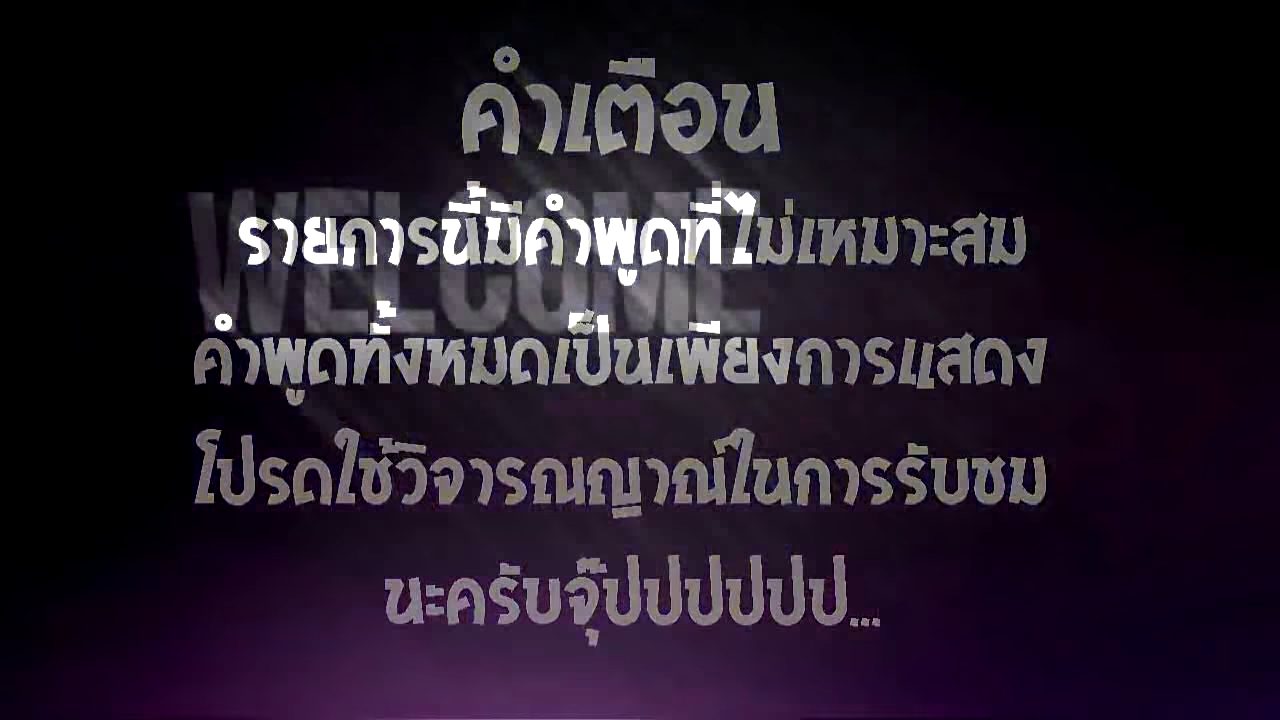 คำเตือน
WELCOME
รายการนี้มีคำพูดที่ไม่เหมาะสม
คำพูดทั้งหมดเป็นเพียงการแสดง
โปรดใช้วิจารณญาณ์ในการรับชม
นะครับจุ๊ปปปปปปป...